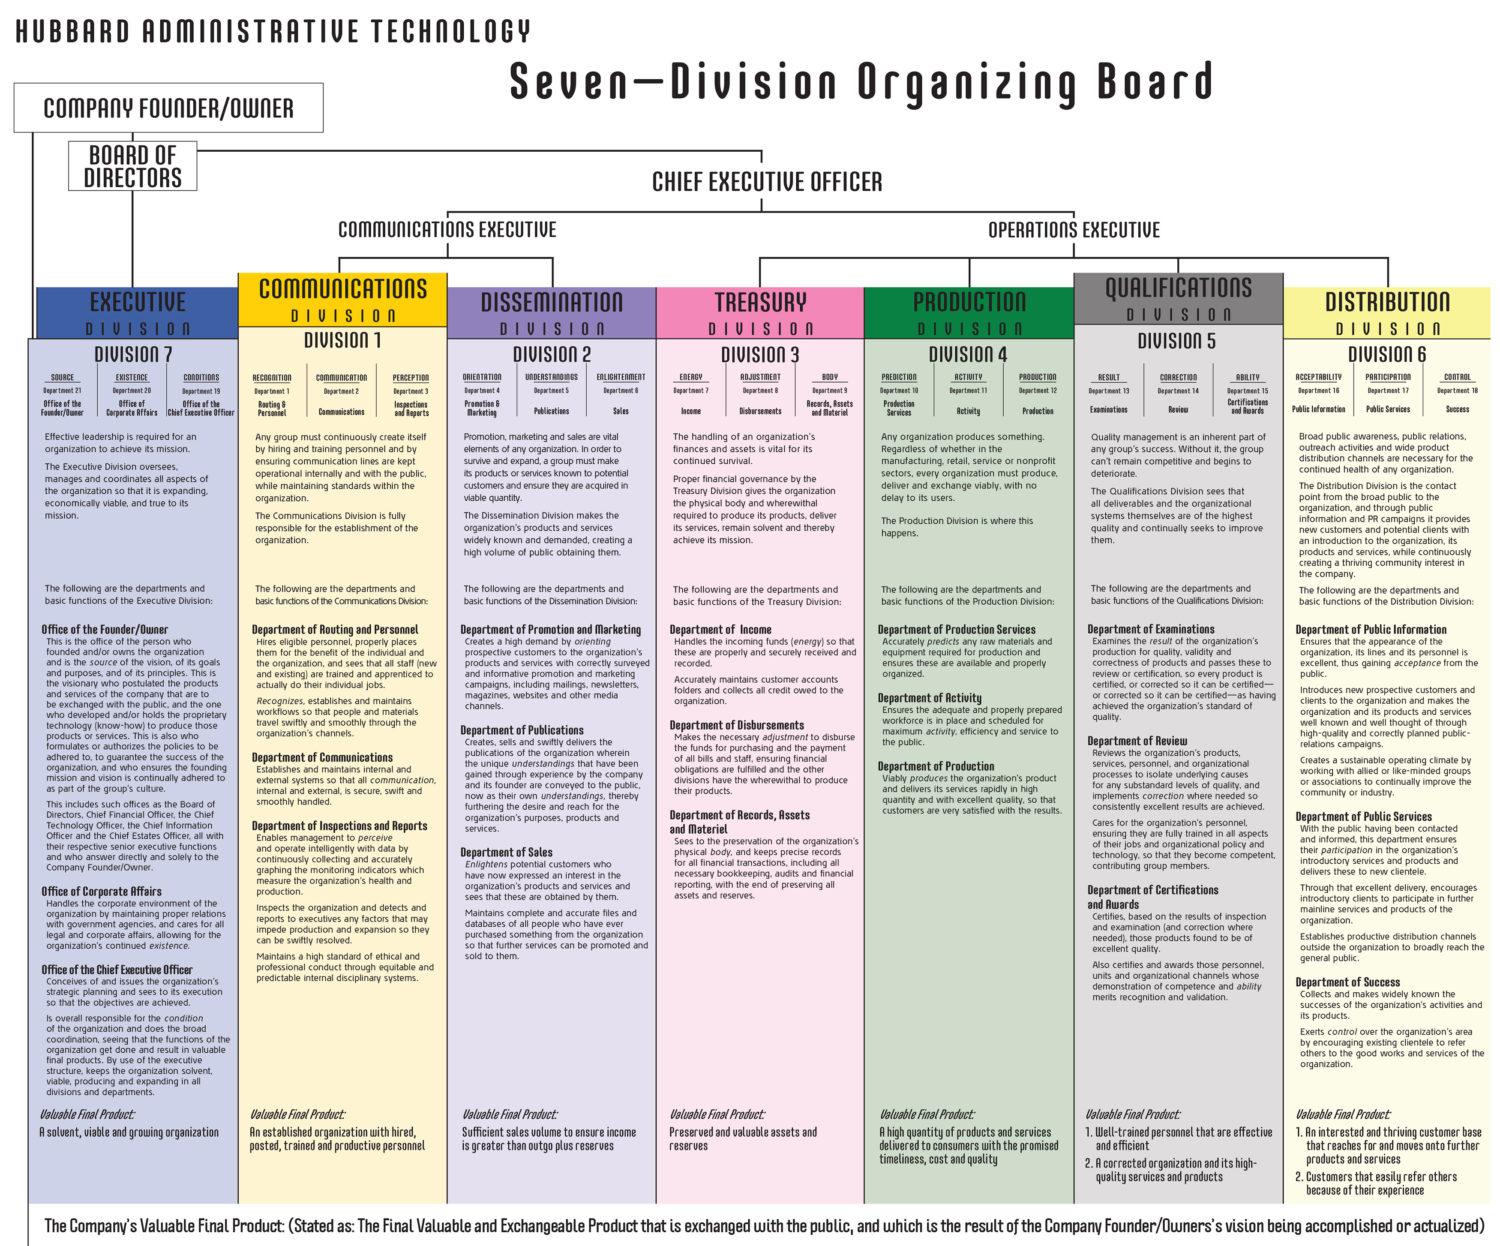 HUBBARD ADMINISTRATIVE TECHNOLOGY
Seven—Division Organizing Board
COMPANY FOUNDER/OWNER
BOARD OF
DIRECTORS
CHIEF EXECUTIVE OFFICER
COMMUNICATIONS EXECUTIVE
OPERATIONS EXECUTIVE
EXECUTIVE
DIVISION
DIVISION 7
SOURCE
Department 21
Office of the
Founder/Owner
EXISTENCE
Department 20
Office of
Corporate Affairs
CONDITIONS
Department 19
Office of the
Chief Executive Officer
Effective leadership is required for an
organization to achieve its mission.
The Executive Division oversees,
manages and coordinates all aspects of
the organization so that it is expanding,
economically viable, and true to its
mission.
The following are the departments and
basic functions of the Executive Division:
Office of the Founder/Owner
This is the office of the person who
founded and/or owns the organization
and is the source of the vision, of its goals
and purposes, and of its principles. This is
the visionary who postulated the products
and services of the company that are to
be exchanged with the public, and the one
who developed and/or holds the proprietary
technology (know-how) to produce those
products or services. This is also who
formulates or authorizes the policies to be
adhered to, to guarantee the success of the
organization, and who ensures the founding
mission and vision is continually adhered to
as part of the group's culture.
This includes such offices as the Board of
Directors, Chief Financial Officer, the Chief
Technology Officer, the Chief Information
Officer and the Chief Estates Officer, all with
their respective senior executive functions
and who answer directly and solely to the
Company Founder/Owner.
Office of Corporate Affairs
Handles the corporate environment of the
organization by maintaining proper relations
with government agencies, and cares for all
legal and corporate affairs, allowing for the
organization's continued existence.
Office of the Chief Executive Officer
Conceives of and issues the organization's
strategic planning and sees to its execution
so that the objectives are achieved.
Is overall responsible for the condition
of the organization and does the broad
coordination, seeing that the functions of the
organization get done and result in valuable
final products. By use of the executive
structure, keeps the organization solvent,
viable, producing and expanding in all
divisions and departments.
Valuable Final Product:
A solvent, viable and growing organization
COMMUNICATIONS
DIVISION
DIVISION 1
RECOGNITION
Department 1
Routing &
Personnel
COMMUNICATION
Department 2
Communications
PERCEPTION
Department 3
Inspections
and Reports
Any group must continuously create itself
by hiring and training personnel and by
ensuring communication lines are kept
operational internally and with the public,
while maintaining standards within the
organization.
The Communications Division is fully
responsible for the establishment of the
organization.
The following are the departments and
basic functions of the Communications Division:
Department of Routing and Personnel
Hires eligible personnel, properly places
them for the benefit of the individual and
the organization, and sees that all staff (new
and existing) are trained and apprenticed to
actually do their individual jobs.
Recognizes, establishes and maintains
workflows so that people and materials
travel swiftly and smoothly through the
organization's channels.
Department of Communications
Establishes and maintains internal and
external systems so that all communication,
internal and external, is secure, swift and
smoothly handled.
Department of Inspections and Reports
Enables management to perceive
and operate intelligently with data by
continuously collecting and accurately
graphing the monitoring indicators which
measure the organization's health and
production.
Inspects the organization and detects and
reports to executives any factors that may
impede production and expansion so they
can be swiftly resolved.
Maintains a high standard of ethical and
professional conduct through equitable and
predictable internal disciplinary systems.
Valuable Final Product:
An established organization with hired,
posted, trained and productive personnel
DISSEMINATION
DIVISION
DIVISION 2
ORIENTATION
Department 4
Promotion &
Marketing
UNDERSTANDINGS
Department 5
Publications
ENLIGHTENMENT
Department 6
Sales
Promotion, marketing and sales are vital
elements of any organization. In order to
survive and expand, a group must make
its products or services known to potential
customers and ensure they are acquired in
viable quantity.
The Dissemination Division makes the
organization's products and services
widely known and demanded, creating a
high volume of public obtaining them.
The following are the departments and
basic functions of the Dissemination Division:
Department of Promotion and Marketing
Creates a high demand by orienting
prospective customers to the organization's
products and services with correctly surveyed
and informative promotion and marketing
campaigns, including mailings, newsletters,
magazines, websites and other media
channels.
Department of Publications
Creates, sells and swiftly delivers the
publications of the organization wherein
the unique understandings that have been
gained through experience by the company
and its founder are conveyed to the public,
now as their own understandings, thereby
furthering the desire and reach for the
organization's purposes, products and
services.
Department of Sales
Enlightens potential customers who
have now expressed an interest in the
organization's products and services and
sees that these are obtained by them.
Maintains complete and accurate files and
databases of all people who have ever
purchased something from the organization
so that further services can be promoted and
sold to them.
Valuable Final Product:
Sufficient sales volume to ensure income
is greater than outgo plus reserves
TREASURY
DIVISION
DIVISION 3
ENERGY
Department 7
Income
ADJUSTMENT
Department 8
Disbursements
BODY
Department 9
Records, Assets
and Materiel
The handling of an organization's
finances and assets is vital for its
continued survival.
Proper financial governance by the
Treasury Division gives the organization
the physical body and wherewithal
required to produce its products, deliver
its services, remain solvent and thereby
achieve its mission.
The following are the departments and
basic functions of the Treasury Division:
Department of Income
Handles the incoming funds (energy) so that
these are properly and securely received and
recorded.
Accurately maintains customer accounts
folders and collects all credit owed to the
organization.
Department of Disbursements
Makes the necessary adjustment to disburse
the funds for purchasing and the payment
of all bills and staff, ensuring financial
obligations are fulfilled and the other
divisions have the wherewithal to produce
their products.
Department of Records, Assets
and Materiel
Sees to the preservation of the organization's
physical body, and keeps precise records
for all financial transactions, including all
necessary bookkeeping, audits and financial
reporting, with the end of preserving all
assets and reserves.
Valuable Final Product:
Preserved and valuable assets and
reserves
PRODUCTION
DIVISION
DIVISION 4
PREDICTION
Department 10
Production
Services
ACTIVITY
Department 11
Activity
PRODUCTION
Department 12
Production
Any organization produces something.
Regardless of whether in the
manufacturing, retail, service or nonprofit
sectors, every organization must produce,
deliver and exchange viably, with no
delay to its users.
The Production Division is where this
happens.
The following are the departments and
basic functions of the Production Division:
Department of Production Services
Accurately predicts any raw materials and
equipment required for production and
ensures these are available and properly
organized.
Department of Activity
Ensures the adequate and properly prepared
workforce is in place and scheduled for
maximum activity, efficiency and service to
the public.
Department of Production
Viably produces the organization's product
and delivers its services rapidly in high
quantity and with excellent quality, so that
customers are very satisfied with the results.
Valuable Final Product:
A high quantity of products and services
delivered to consumers with the promised
timeliness, cost and quality
QUALIFICATIONS
DIVISION
DIVISION 5
RESULT
Department 13
Examinations
CORRECTION
Department 14
Review
ABILITY
Department 15
Certifications
and Awards
Quality management is an inherent part of
any group's success. Without it, the group
can't remain competitive and begins to
deteriorate.
The Qualifications Division sees that
all deliverables and the organizational
systems themselves are of the highest
quality and continually seeks to improve
them.
The following are the departments and
basic functions of the Qualifications Division:
Department of Examinations
Examines the result of the organization's
production for quality, validity and
correctness of products and passes these to
review or certification, so every product is
certified, or corrected so it can be certified—
or corrected so it can be certified—as having
achieved the organization's standard of
quality.
Department of Review
Reviews the organization's products,
services, personnel, and organizational
processes to isolate underlying causes
for any substandard levels of quality, and
implements correction where needed so
consistently excellent results are achieved.
Cares for the organization's personnel,
ensuring they are fully trained in all aspects
of their jobs and organizational policy and
technology, so that they become competent,
contributing group members.
Department of Certifications
and Awards
Certifies, based on the results of inspection
and examination (and correction where
needed), those products found to be of
excellent quality.
Also certifies and awards those personnel,
units and organizational channels whose
demonstration of competence and ability
merits recognition and validation.
Valuable Final Product:
1. Well-trained personnel that are effective
and efficient
2. A corrected organization and its high-
quality services and products
DISTRIBUTION
DIVISION
DIVISION 6
ACCEPTABILITY
Department 16
Public Information
PARTICIPATION
Department 17
Public Services
CONTROL
Department 18
Success
Broad public awareness, public relations,
outreach activities and wide product
distribution channels are necessary for the
continued health of any organization.
The Distribution Division is the contact
point from the broad public to the
organization, and through public
information and PR campaigns it provides
new customers and potential clients with
an introduction to the organization, its
products and services, while continuously
creating a thriving community interest in
the company.
The following are the departments and
basic functions of the Distribution Division:
Department of Public Information
Ensures that the appearance of the
organization, its lines and its personnel is
excellent, thus gaining acceptance from the
public.
Introduces new prospective customers and
clients to the organization and makes the
organization and its products and services
well known and well thought of through
high-quality and correctly planned public-
relations campaigns.
Creates a sustainable operating climate by
working with allied or like-minded groups
or associations to continually improve the
community or industry.
Department of Public Services
With the public having been contacted
and informed, this department ensures
their participation in the organization's
introductory services and products and
delivers these to new clientele.
Through that excellent delivery, encourages
introductory clients to participate in further
mainline services and products of the
organization.
Establishes productive distribution channels
outside the organization to broadly reach the
general public.
Department of Success
Collects and makes widely known the
successes of the organization's activities and
its products.
Exerts control over the organization's area
by encouraging existing clientele to refer
others to the good works and services of the
organization.
Valuable Final Product:
1. An interested and thriving customer base
that reaches for and moves onto further
products and services
2. Customers that easily refer others
because of their experience
The Company's Valuable Final Product: (Stated as: The Final Valuable and Exchangeable Product that is exchanged with the public, and which is the result of the Company Founder/Owners's vision being accomplished or actualized)